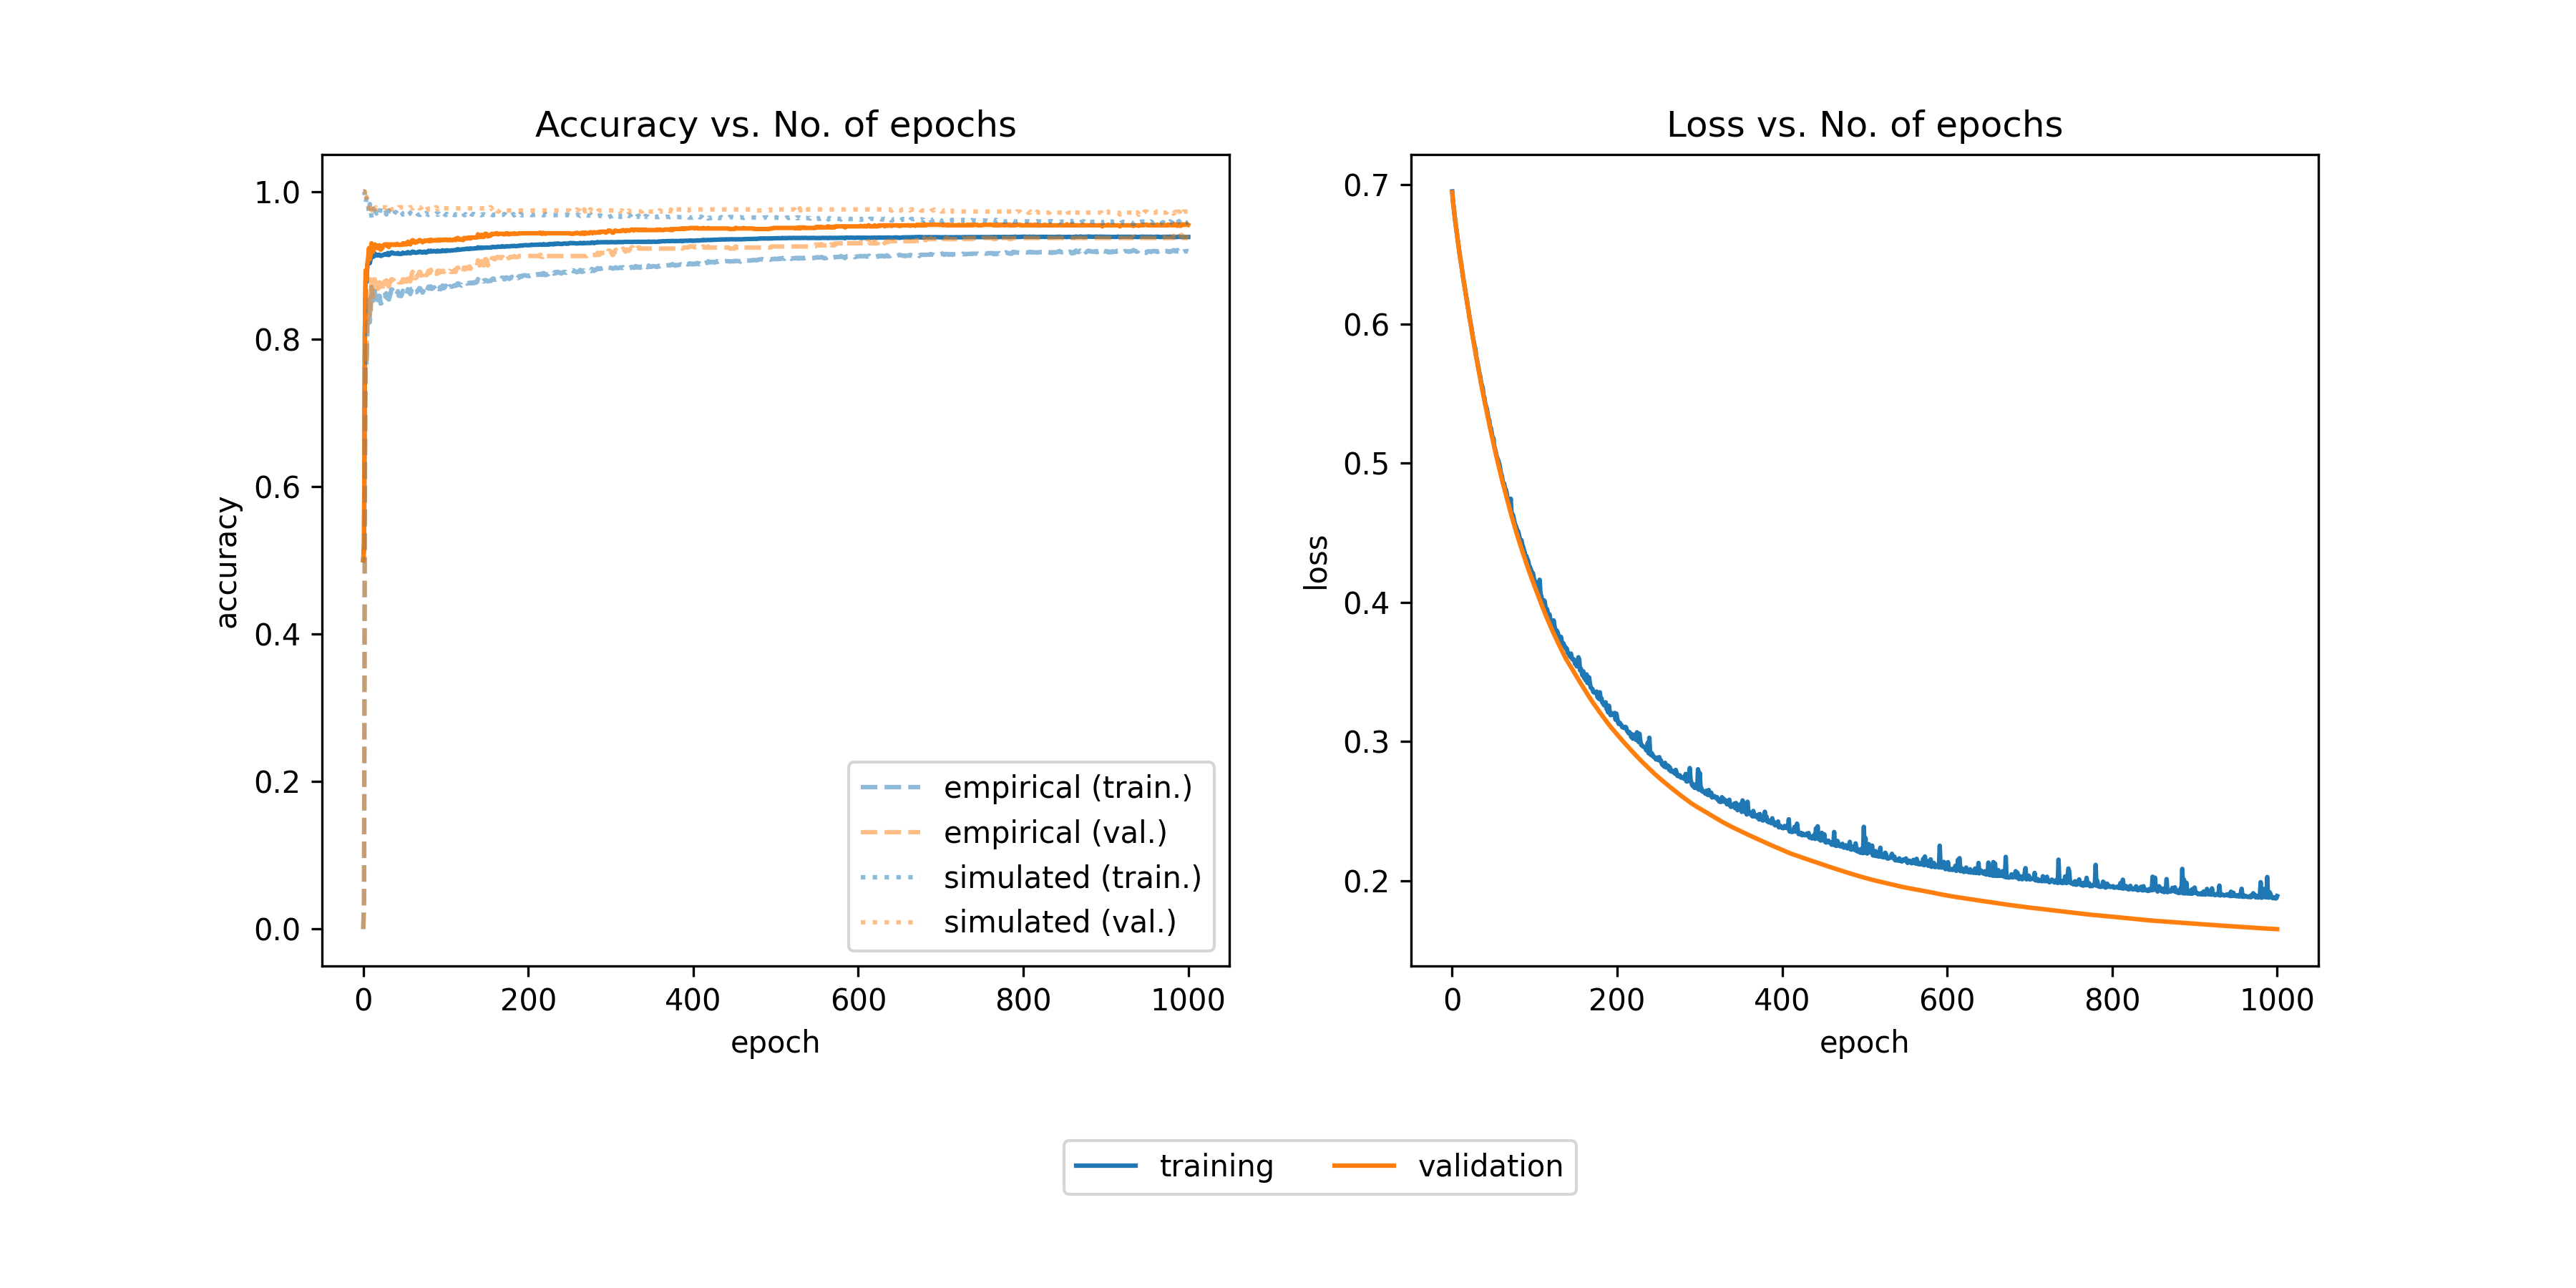 Accuracy vs. No. of epochs
1.0
0.8
0.6
0.4
0.2
0.0
accuracy
0 200 400 600 800 1000
epoch
empirical (train.)
empirical (val.)
simulated (train.)
simulated (val.)
Loss vs. No. of epochs
0.7
0.6
0.5
0.4
0.3
0.2
loss
0 200 400 600 800 1000
epoch
training validation